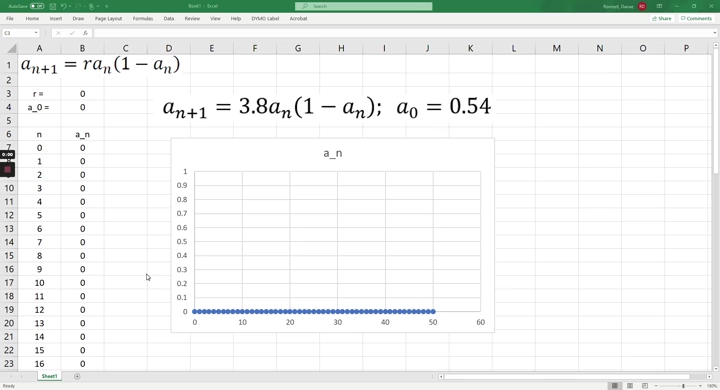 AutoSave Off
Book1 - Excel
Search
File Home Insert Draw Page Layout Formulas Data Review View Help DYMO Label Acrobat
Share Comments
C3 fx
A B C D E F G H I J K L M N O P
1 a_{n+1} = ra_n(1 − a_n)
2
3 r = 0
4 a_0 = 0
a_{n+1} = 3.8a_n(1 − a_n); a_0 = 0.54
5
6 n a_n
7 0 0
0:00
1 0
2 0
10 3 0
11 4 0
12 5 0
13 6 0
14 7 0
15 8 0
16 9 0
17 10 0
18 11 0
19 12 0
20 13 0
21 14 0
22 15 0
23 16 0
a_n
1
0.9
0.8
0.7
0.6
0.5
0.4
0.3
0.2
0.1
0
0 10 20 30 40 50 60
Sheet1
Ready
180%